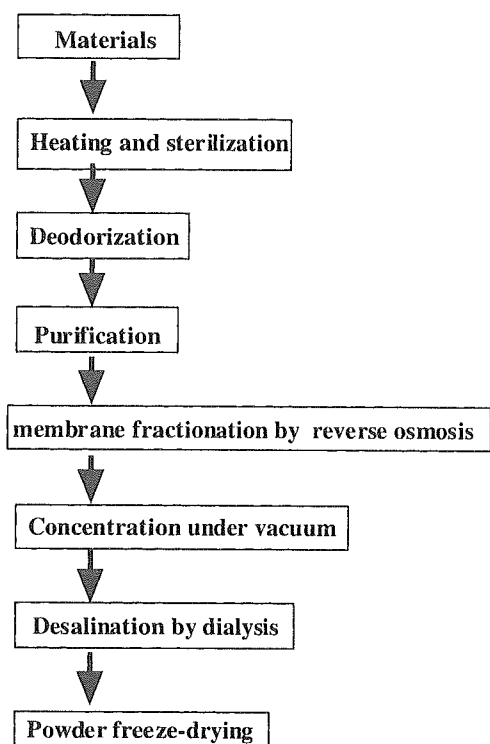 Materials
Heating and sterilization
Deodorization
Purification
membrane fractionation by reverse osmosis
Concentration under vacuum
Desalination by dialysis
Powder freeze-drying